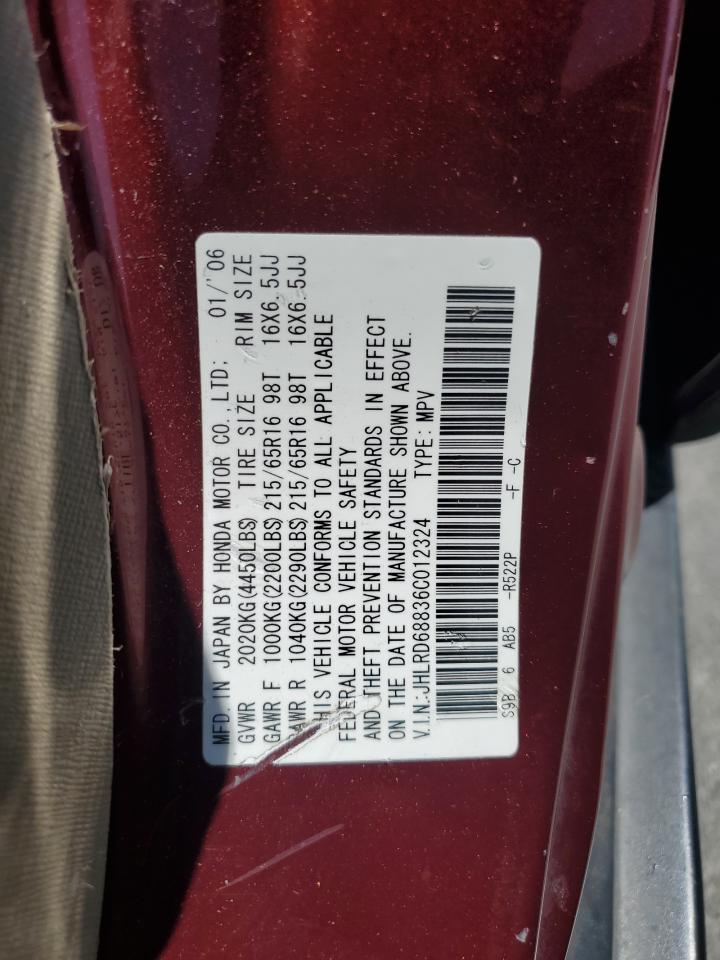 MFD. IN JAPAN BY HONDA MOTOR CO.,LTD; 01/'06
GVWR 2020KG(4450LBS) TIRE SIZE RIM SIZE
GAWR F 1000KG(2200LBS) 215/65R16 98T 16X6.5JJ
GAWR R 1040KG(2290LBS) 215/65R16 98T 16X6.5JJ
THIS VEHICLE CONFORMS TO ALL APPLICABLE
FEDERAL MOTOR VEHICLE SAFETY
AND THEFT PREVENTION STANDARDS IN EFFECT
ON THE DATE OF MANUFACTURE SHOWN ABOVE.
V.I.N:JHLRD68836C012324 TYPE: MPV
S9B 6 AB5 -R522P -F -C